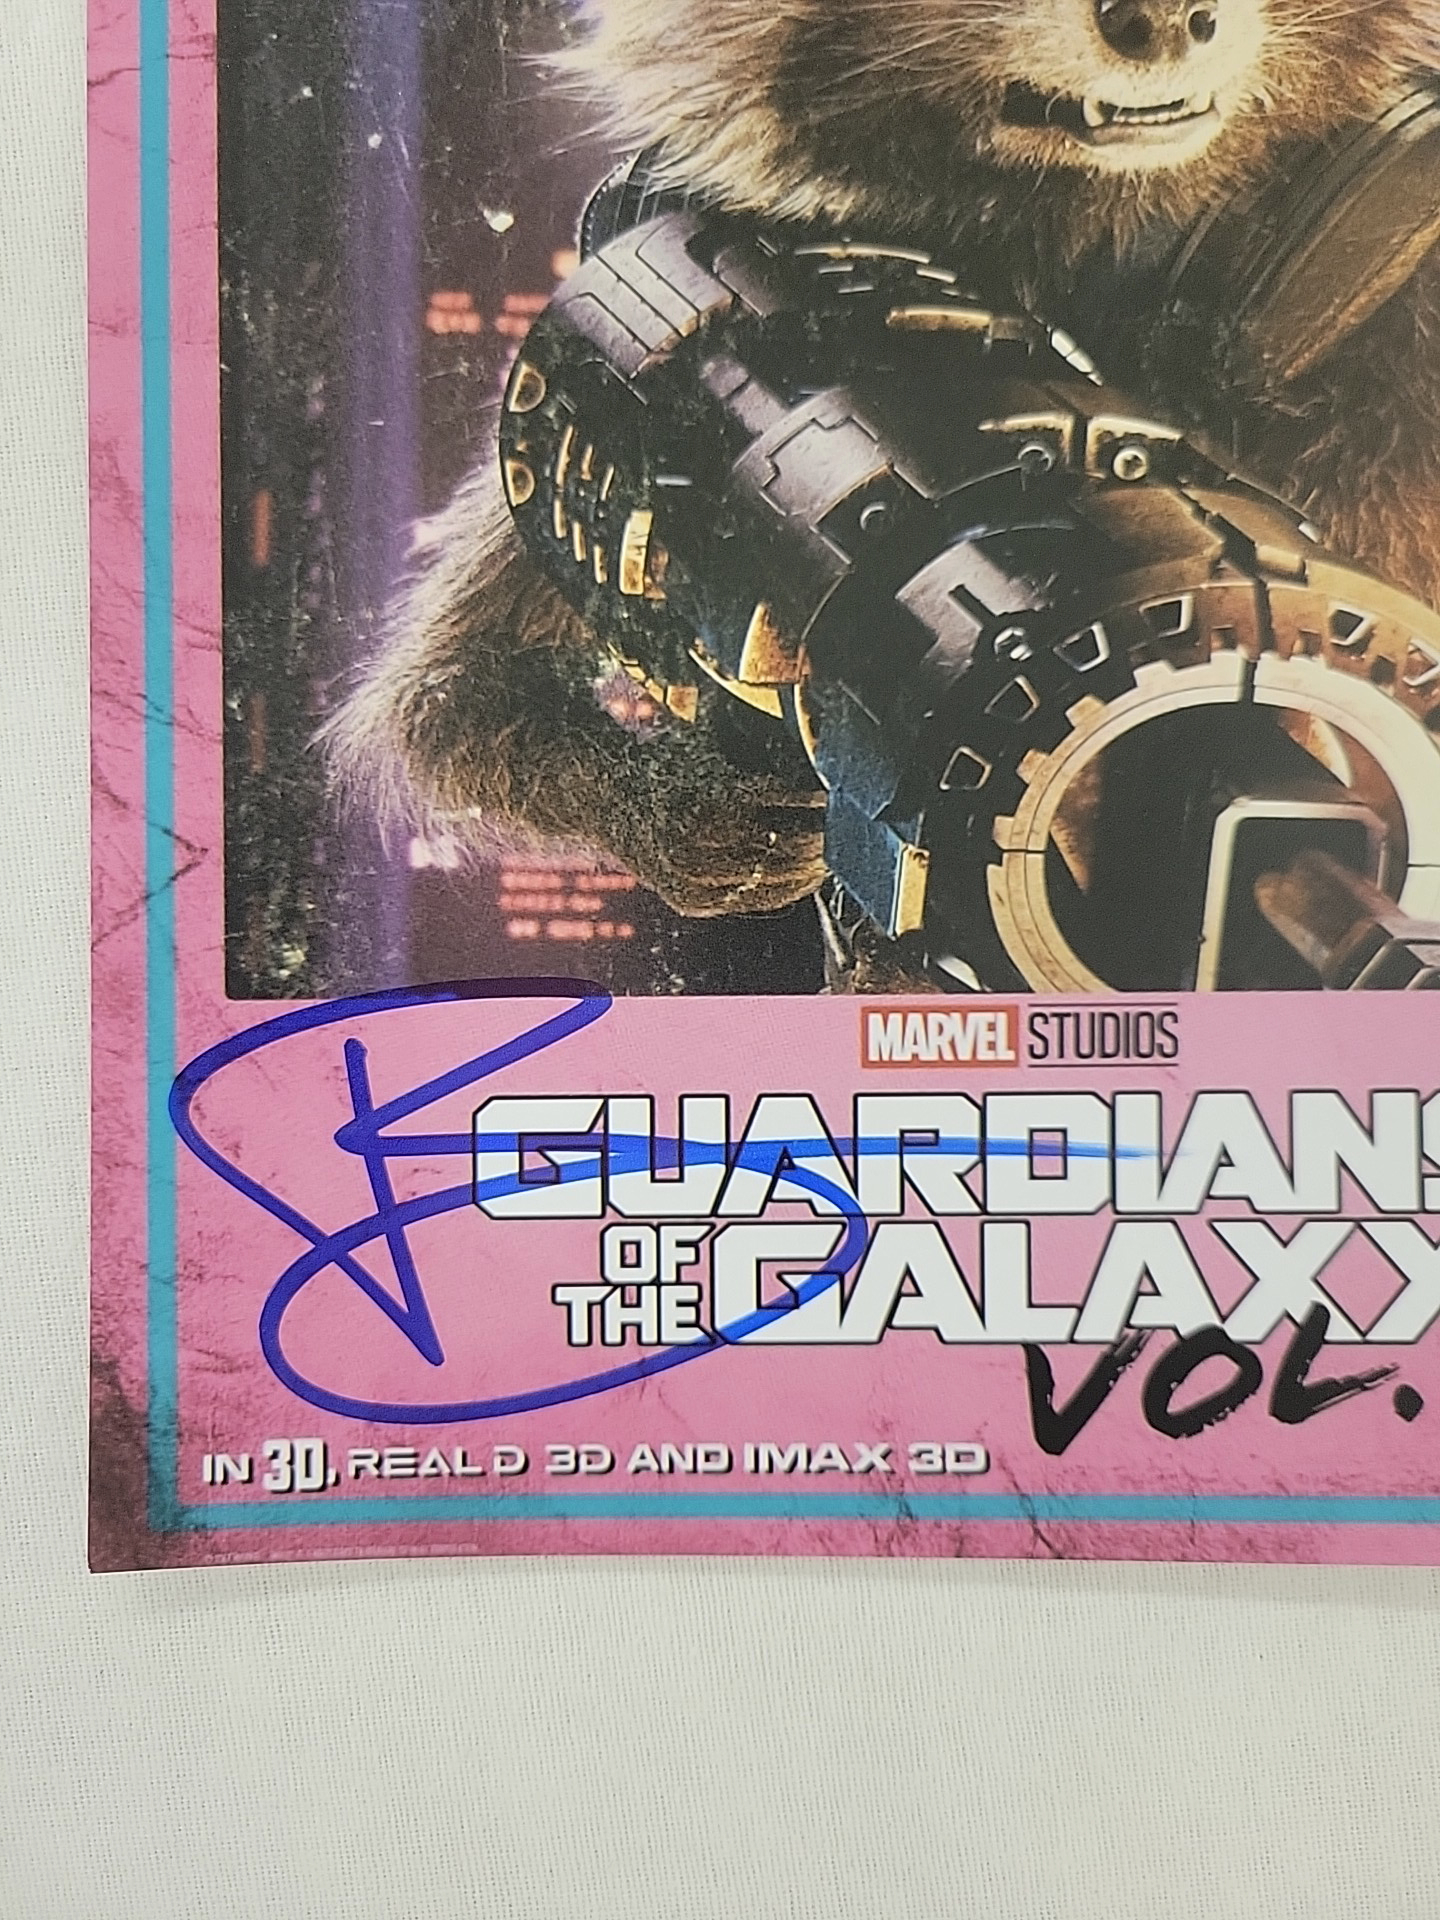 MARVEL STUDIOS
GUARDIANS
OF THE GALAXY
VOL.
IN 3D, REAL D 3D AND IMAX 3D